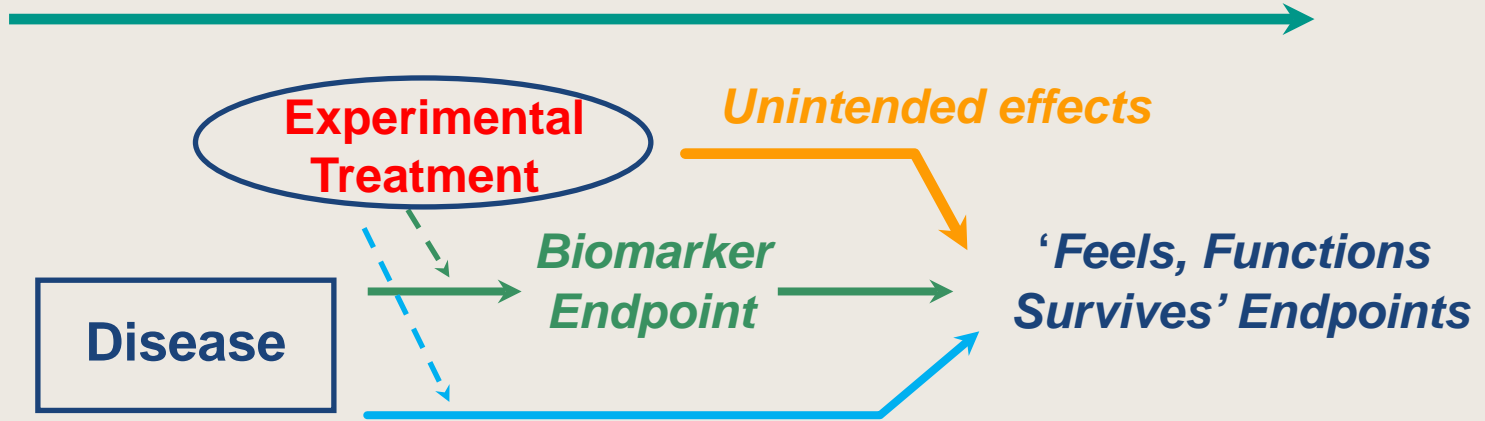 Experimental
Treatment
Unintended effects
Biomarker
Endpoint
‘Feels, Functions
Survives’ Endpoints
Disease